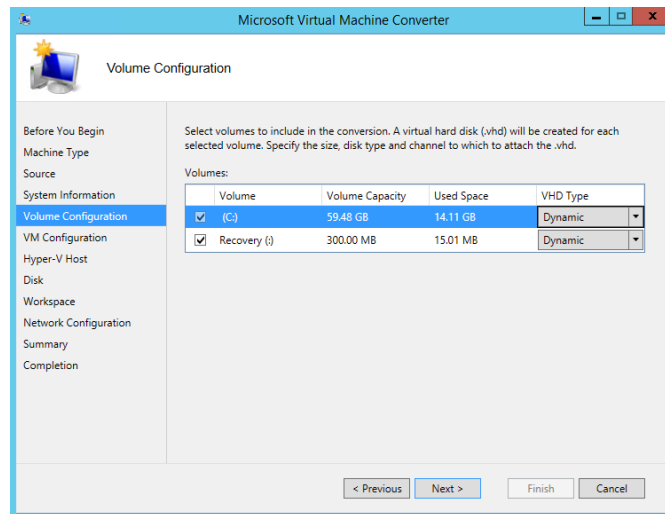 Microsoft Virtual Machine Converter
Volume Configuration
Before You Begin
Machine Type
Source
System Information
Volume Configuration
VM Configuration
Hyper-V Host
Disk
Workspace
Network Configuration
Summary
Completion
Select volumes to include in the conversion. A virtual hard disk (.vhd) will be created for each
selected volume. Specify the size, disk type and channel to which to attach the .vhd.
Volumes:
Volume Volume Capacity Used Space VHD Type
(C:) 59.48 GB 14.11 GB Dynamic
Recovery (:) 300.00 MB 15.01 MB Dynamic
< Previous Next > Finish Cancel